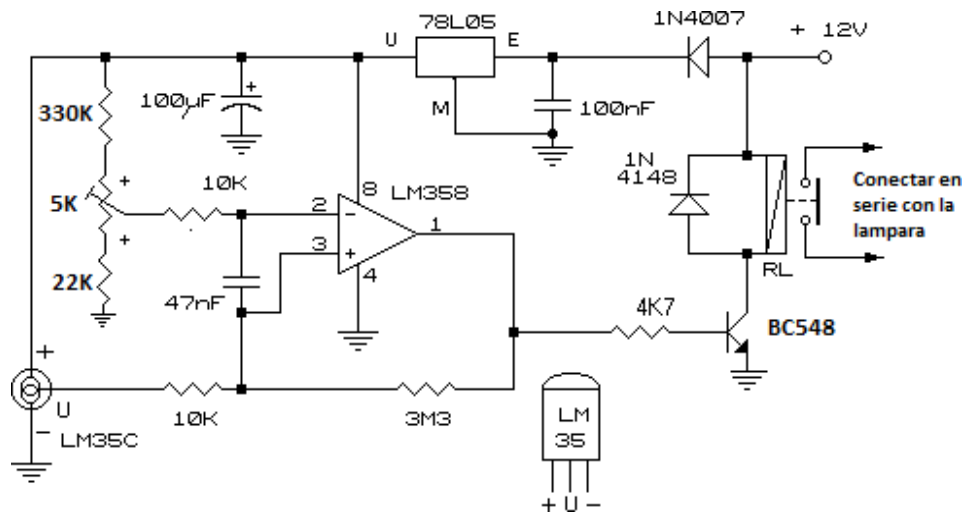 78L05
1N4007
U
E
+ 12V
M
330K
100µF
+
100nF
10K
1N
4148
Conectar en
serie con la
lampara
5K
+
+
8
LM358
2
-
1
3
+
4
RL
22K
47nF
4K7
BC548
+
U
-
LM35C
10K
3M3
LM
35
+ U -